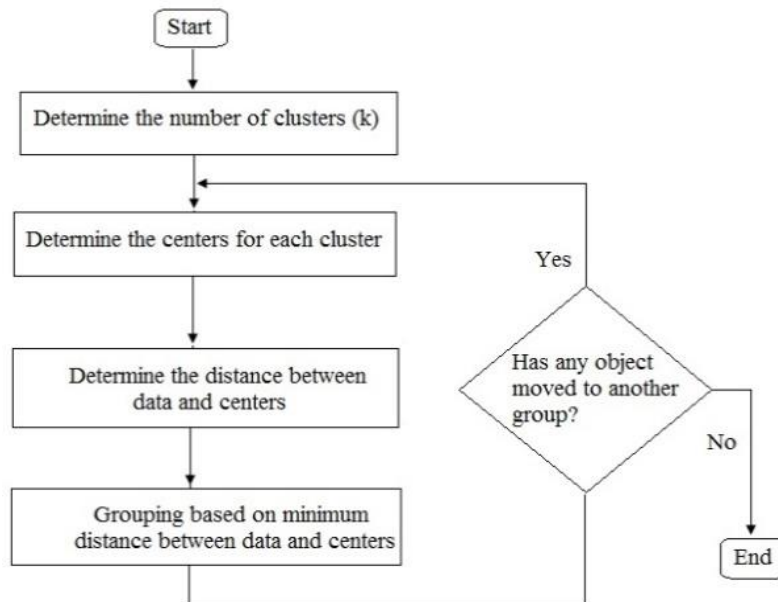 Start
Determine the number of clusters (k)
Determine the centers for each cluster
Determine the distance between
data and centers
Grouping based on minimum
distance between data and centers
Has any object
moved to another
group?
Yes
No
End